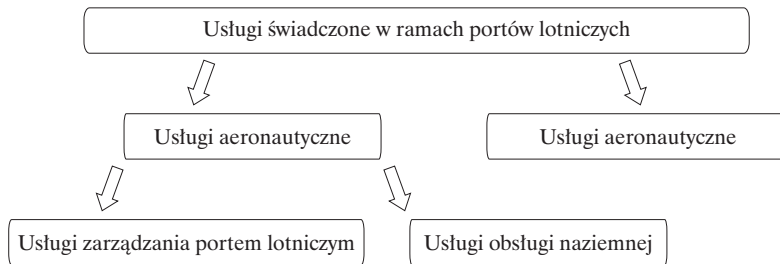 Usługi świadczone w ramach portów lotniczych
Usługi aeronautyczne
Usługi aeronautyczne
Usługi zarządzania portem lotniczym
Usługi obsługi naziemnej